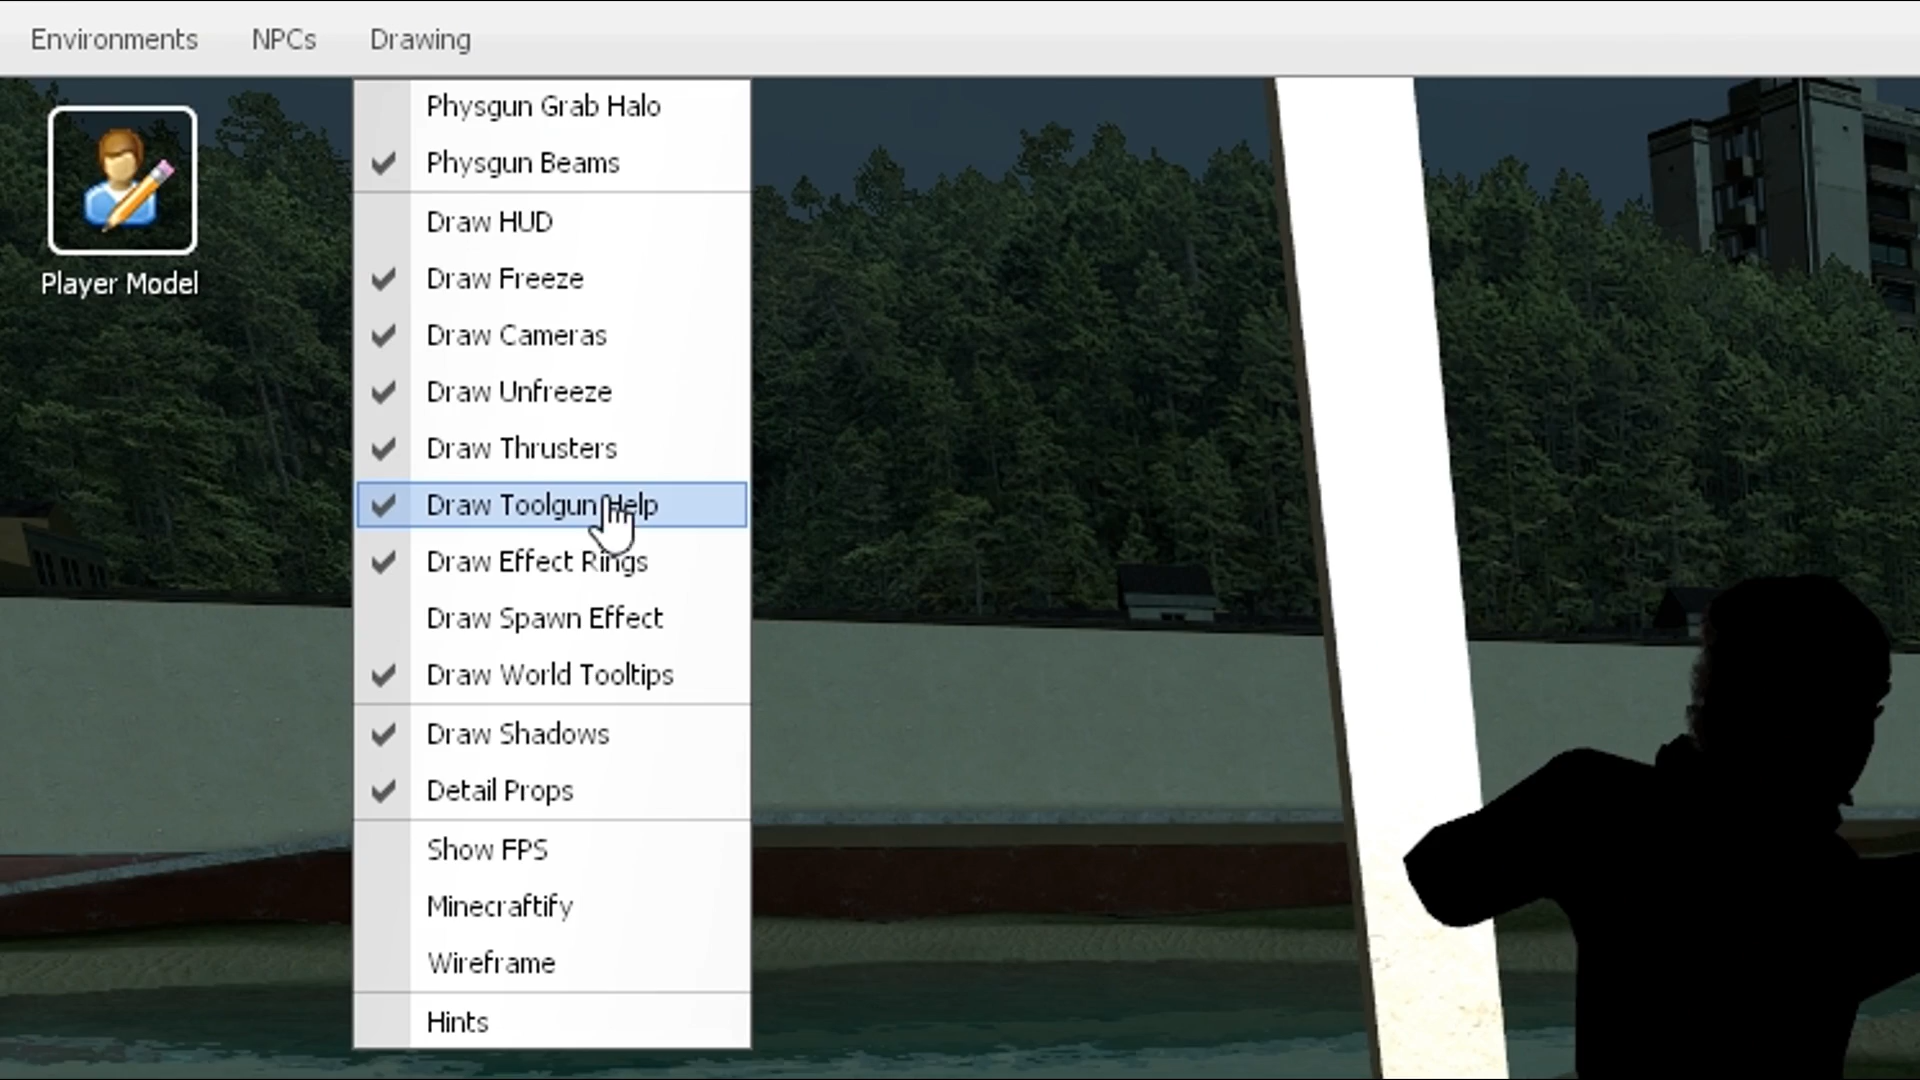 Environments NPCs Drawing
Player Model
Physgun Grab Halo
Physgun Beams
Draw HUD
Draw Freeze
Draw Cameras
Draw Unfreeze
Draw Thrusters
Draw Toolgun Help
Draw Effect Rings
Draw Spawn Effect
Draw World Tooltips
Draw Shadows
Detail Props
Show FPS
Minecraftify
Wireframe
Hints